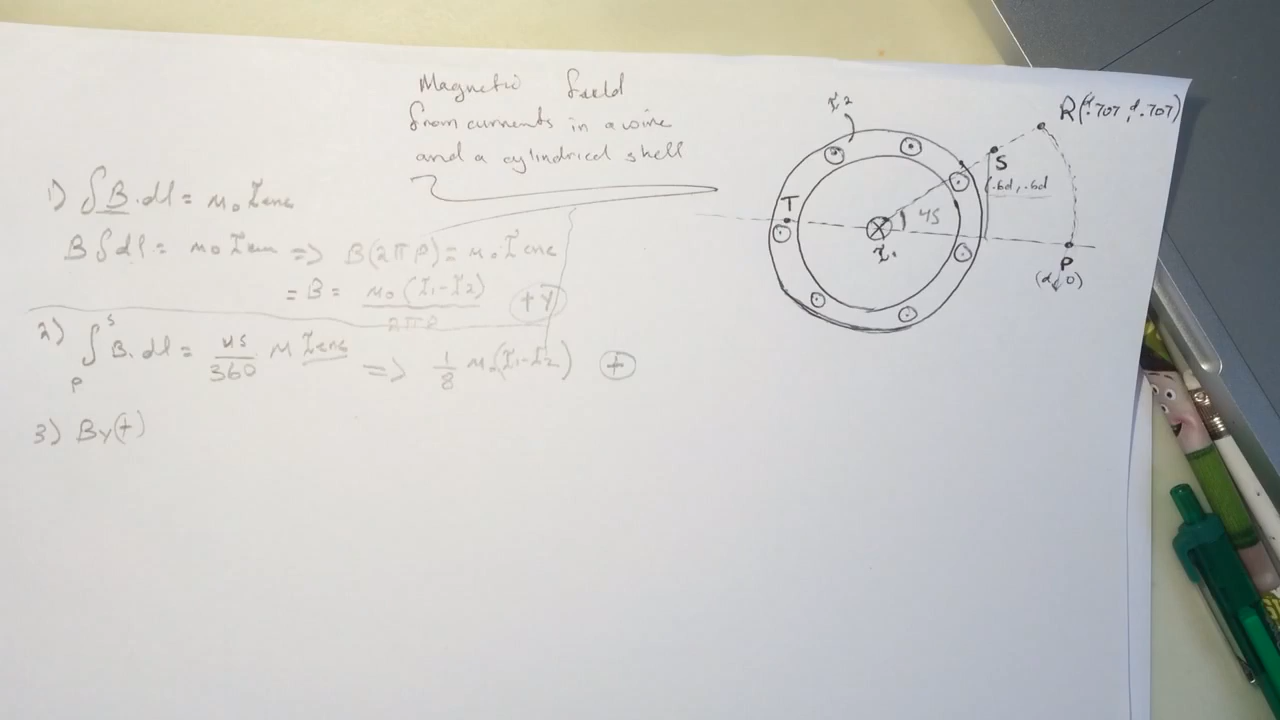 Magnetic field
from currents in a wire
and a cylindrical shell
1) ∫B.dl = μ₀ Ienc
B∫dl = μ₀ Ienc => B(2πρ) = μ₀ Ienc
= B = μ₀ (I1-I2) / 2πρ (+Y)
2) ∫ₚˢ B.dl = 45/360 μ Ienc => 1/8 μ₀(I1-I2) (+)
3) By(+)
I2
R(d.707, d.707)
S
(.6d,.6d
T
45
I1
P